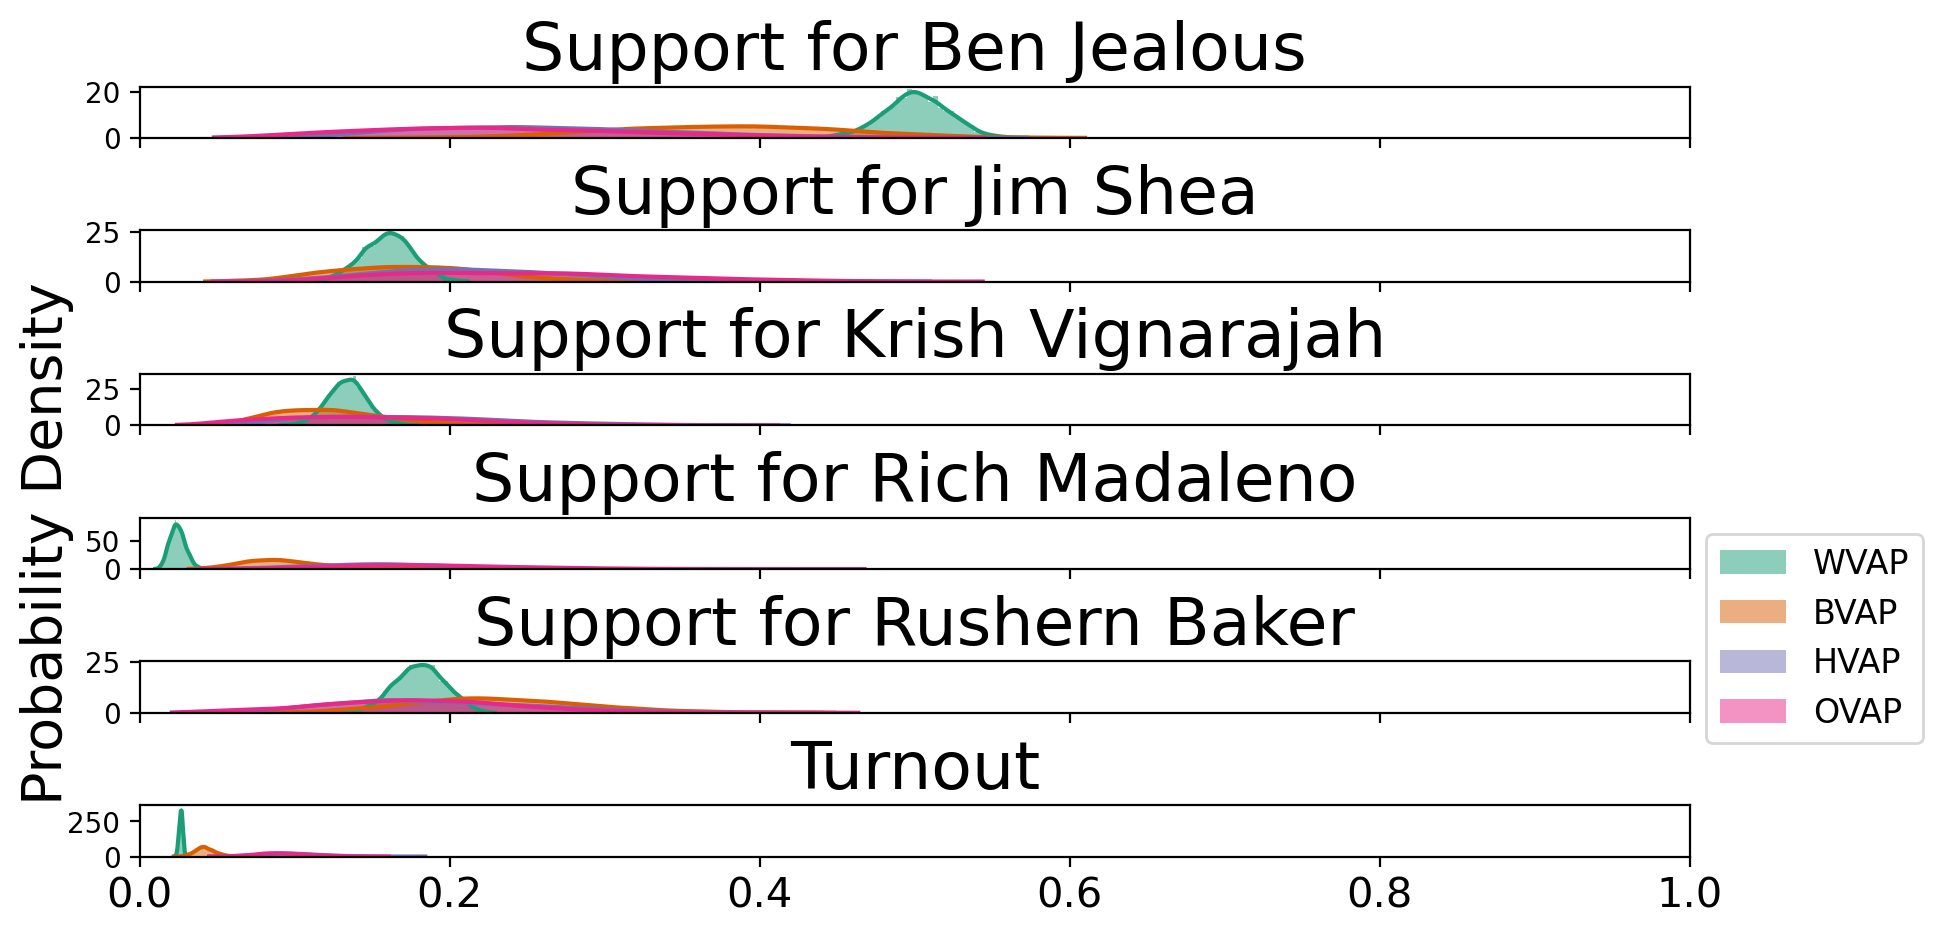 Support for Ben Jealous
20
0
Support for Jim Shea
25
0
Support for Krish Vignarajah
25
0
Support for Rich Madaleno
50
0
Support for Rushern Baker
25
0
Turnout
250
0
0.0 0.2 0.4 0.6 0.8 1.0
Probability Density
WVAP
BVAP
HVAP
OVAP